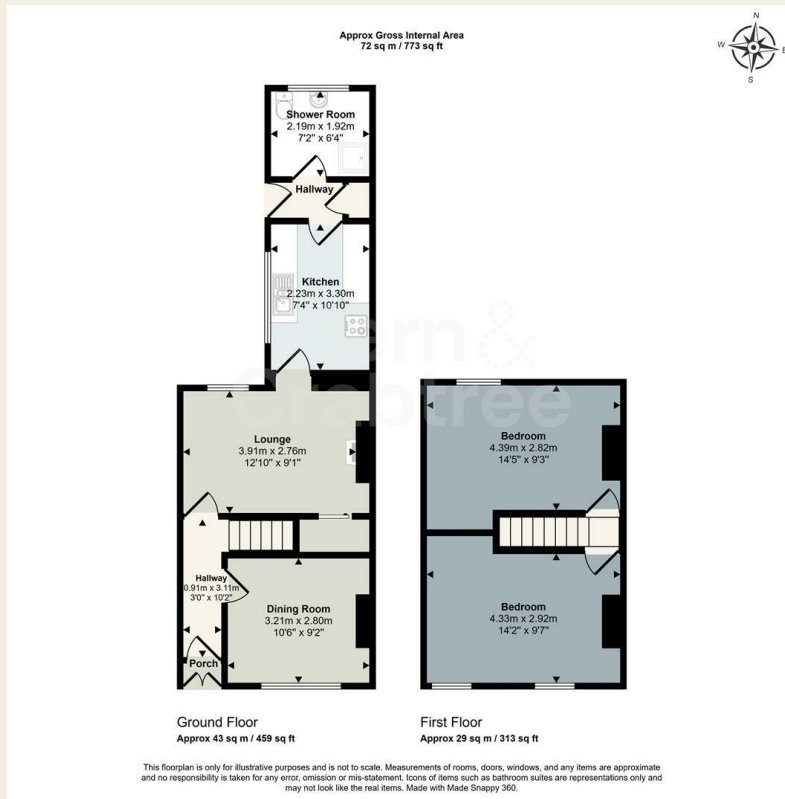 Approx Gross Internal Area
72 sq m / 773 sq ft
N
W
E
S
Shower Room
2.19m x 1.92m
7'2" x 6'4"
Hallway
Kitchen
2.23m x 3.30m
7'4" x 10'10"
Lounge
3.91m x 2.76m
12'10" x 9'1"
Bedroom
4.39m x 2.82m
14'5" x 9'3"
Hallway
0.91m x 3.11m
3'0" x 10'2"
Dining Room
3.21m x 2.80m
10'6" x 9'2"
Bedroom
4.33m x 2.92m
14'2" x 9'7"
Porch
Ground Floor
Approx 43 sq m / 459 sq ft
First Floor
Approx 29 sq m / 313 sq ft
This floorplan is only for illustrative purposes and is not to scale. Measurements of rooms, doors, windows, and any items are approximate
and no responsibility is taken for any error, omission or mis-statement. Icons of items such as bathroom suites are representations only and
may not look like the real items. Made with Made Snappy 360.